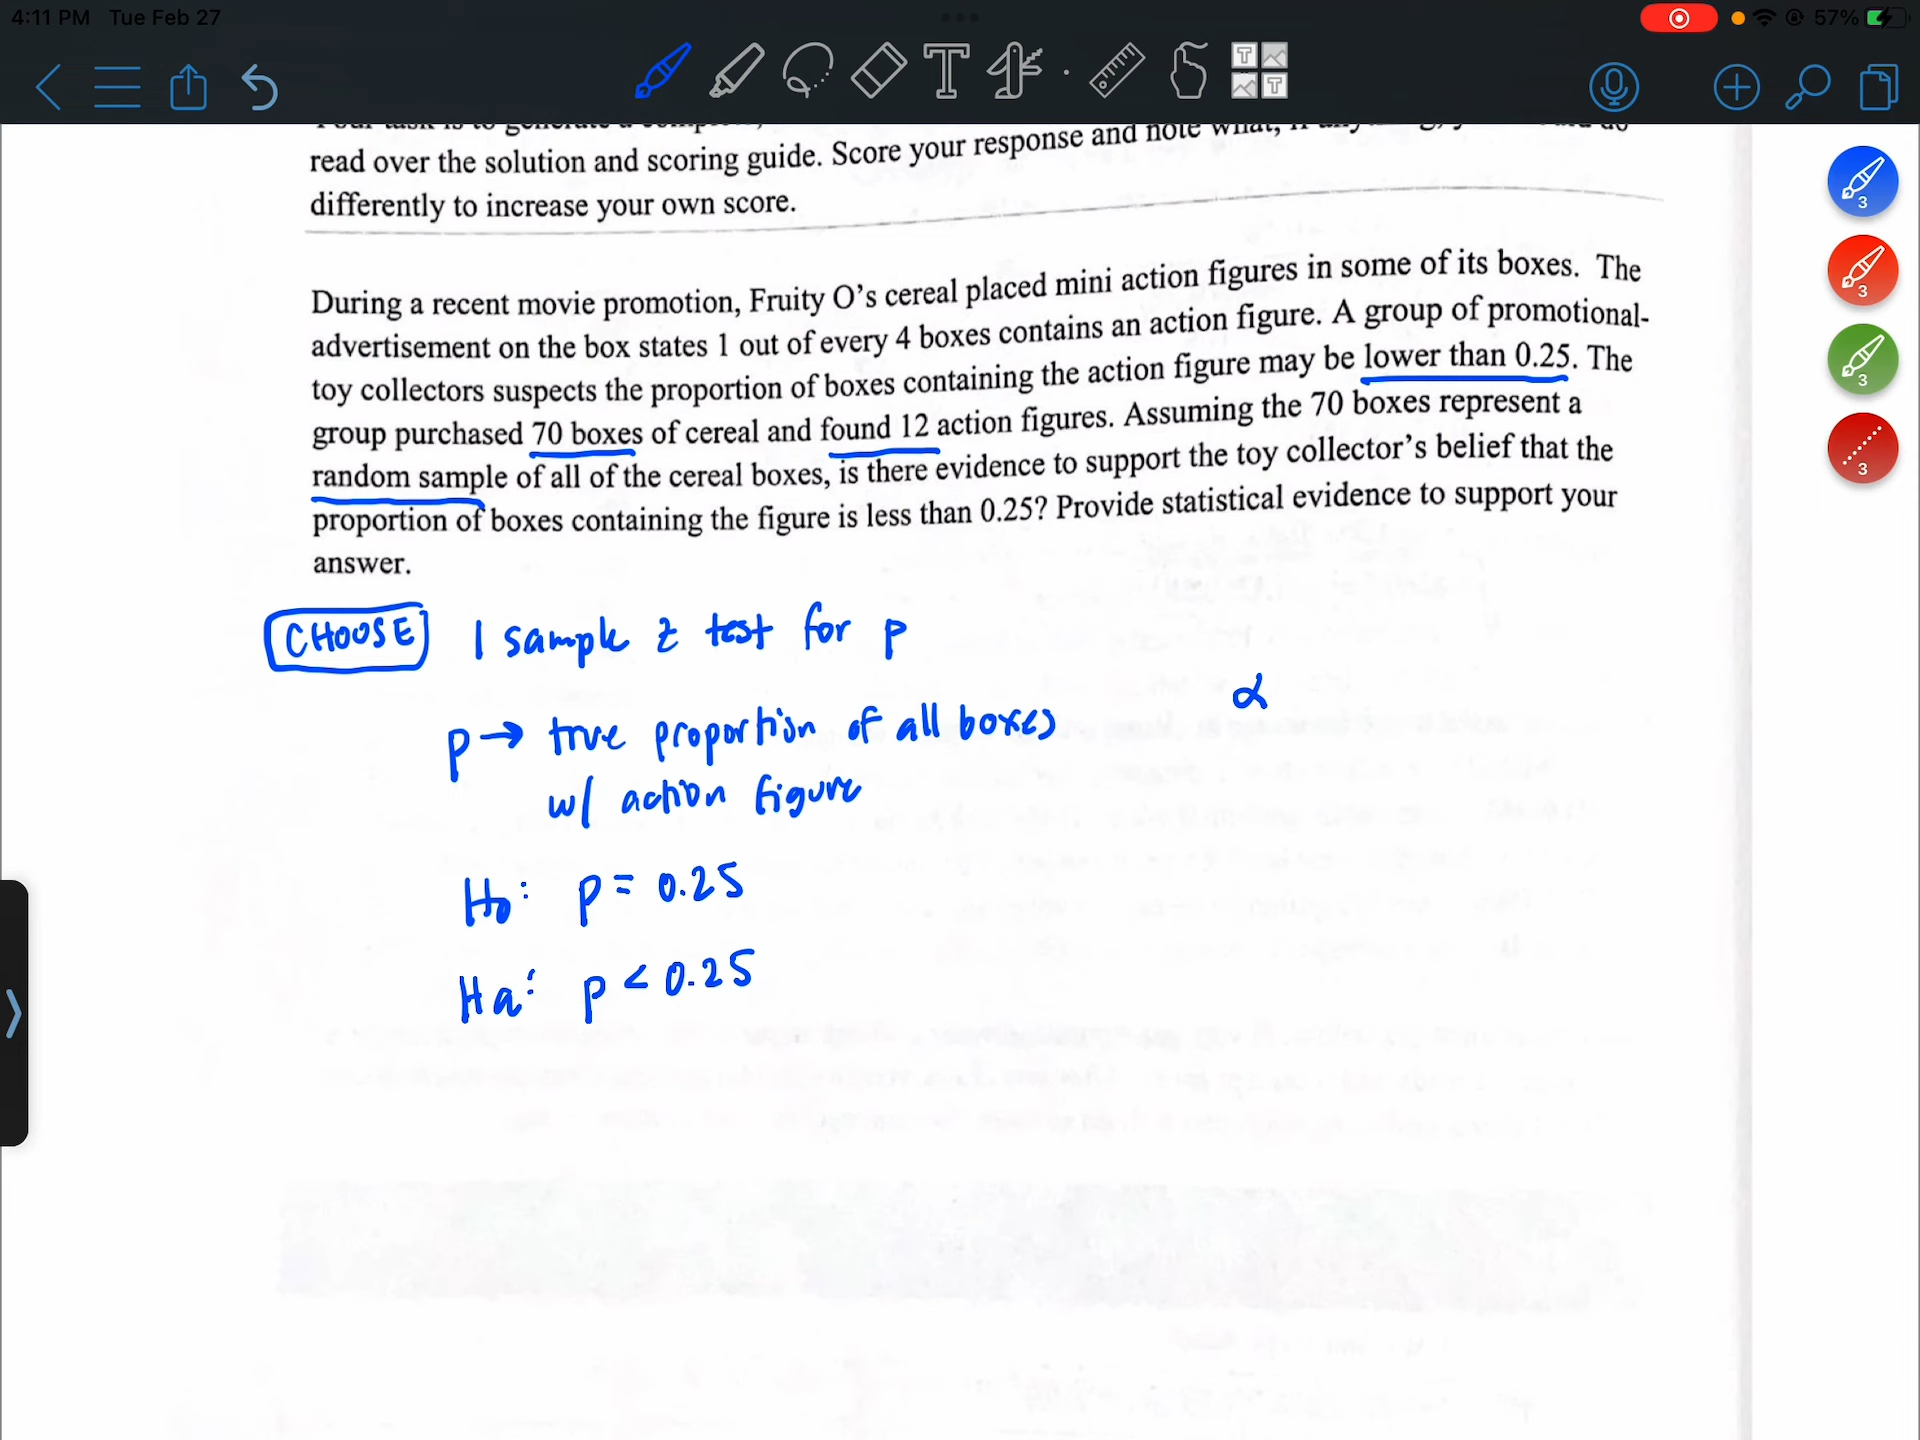 4:11 PM Tue Feb 27
57%
read over the solution and scoring guide. Score your response and note what,
differently to increase your own score.
During a recent movie promotion, Fruity O's cereal placed mini action figures in some of its boxes. The
advertisement on the box states 1 out of every 4 boxes contains an action figure. A group of promotional-
toy collectors suspects the proportion of boxes containing the action figure may be lower than 0.25. The
group purchased 70 boxes of cereal and found 12 action figures. Assuming the 70 boxes represent a
random sample of all of the cereal boxes, is there evidence to support the toy collector's belief that the
proportion of boxes containing the figure is less than 0.25? Provide statistical evidence to support your
answer.
CHOOSE 1 sample z test for p
α
p → true proportion of all boxes
w/ action figure
Ho: p = 0.25
Ha: p < 0.25
3
3
3
3